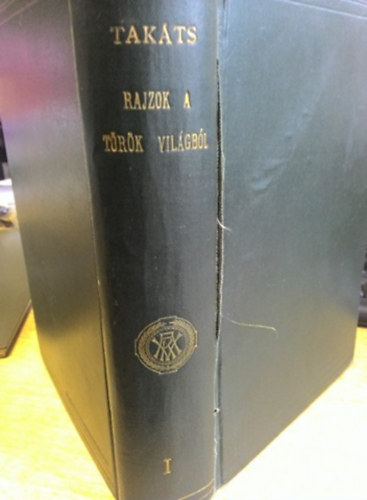 TAKÁTS
RAJZOK A
TÖRÖK VILÁGBÓL
I